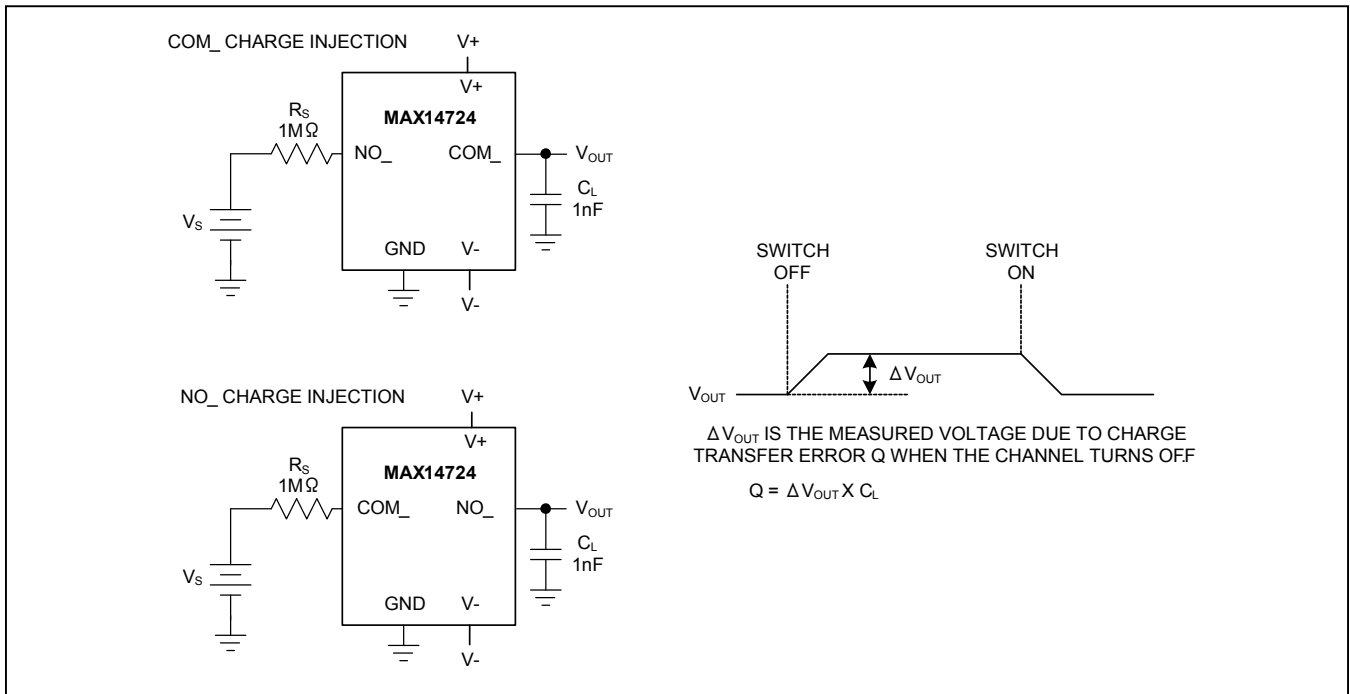 COM_ CHARGE INJECTION
V+
V+
MAX14724
RS
1MΩ
NO_
COM_
VOUT
CL
1nF
VS
GND
V-
V-
NO_ CHARGE INJECTION
V+
V+
MAX14724
RS
1MΩ
COM_
NO_
VOUT
CL
1nF
VS
GND
V-
V-
SWITCH
OFF
SWITCH
ON
ΔVOUT
VOUT
ΔVOUT IS THE MEASURED VOLTAGE DUE TO CHARGE
TRANSFER ERROR Q WHEN THE CHANNEL TURNS OF.F
Q = ΔVOUT X CL